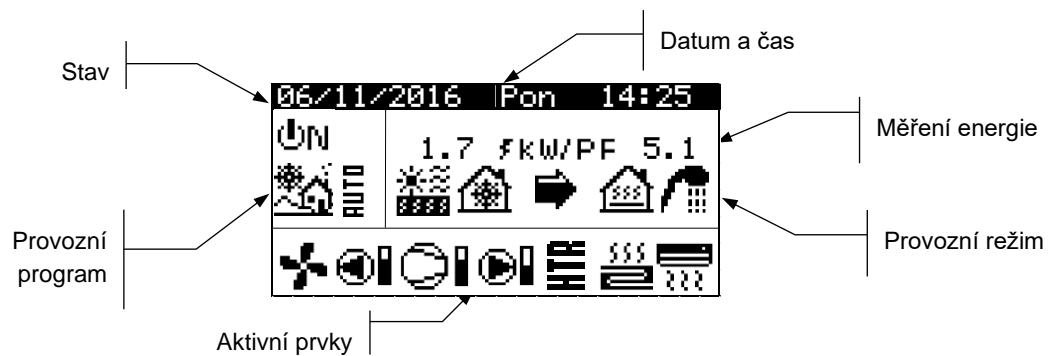 Datum a čas
Stav
06/11/2016 Pon 14:25
ON
1.7 kW/PF 5.1
Měření energie
AUTO
Provozní
program
Provozní režim
HTR
Aktivní prvky